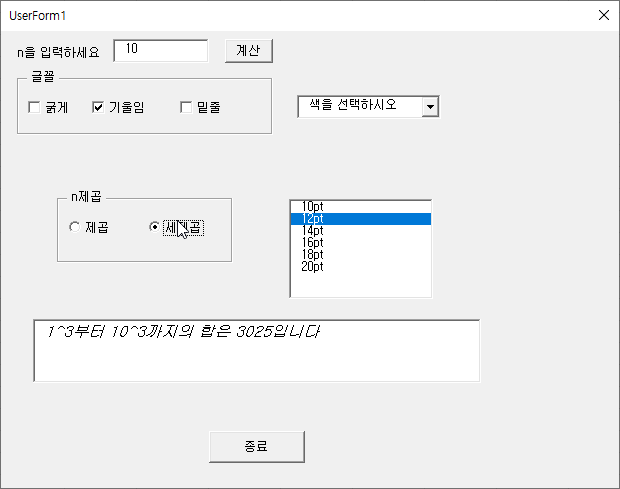 UserForm1
n을 입력하세요 10 계산
글꼴
굵게 기울임 밑줄 색을 선택하시오
n제곱
제곱 세제곱
10pt
12pt
14pt
16pt
18pt
20pt
1^3부터 10^3까지의 합은 3025입니다
종료